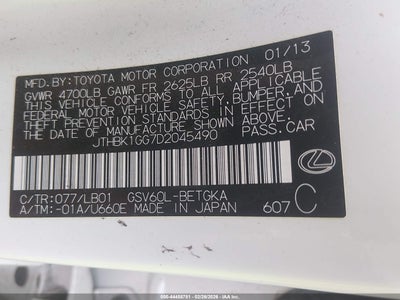 MFD.BY:TOYOTA MOTOR CORPORATION 01/13
GVWR 4700LB GAWR FR 2625LB RR 2540LB
THIS VEHICLE CONFORMS TO ALL APPLICABLE
FEDERAL MOTOR VEHICLE SAFETY,BUMPER,AND
THEFT PREVENTION STANDARDS IN EFFECT ON
THE DATE OF MANUFACTURE SHOWN ABOVE.
JTHBK1GG7D2045490 PASS.CAR
C/TR:077/LB01 GSV60L-BETGKA
A/TM:-01A/U660E MADE IN JAPAN 607 C
LEXUS